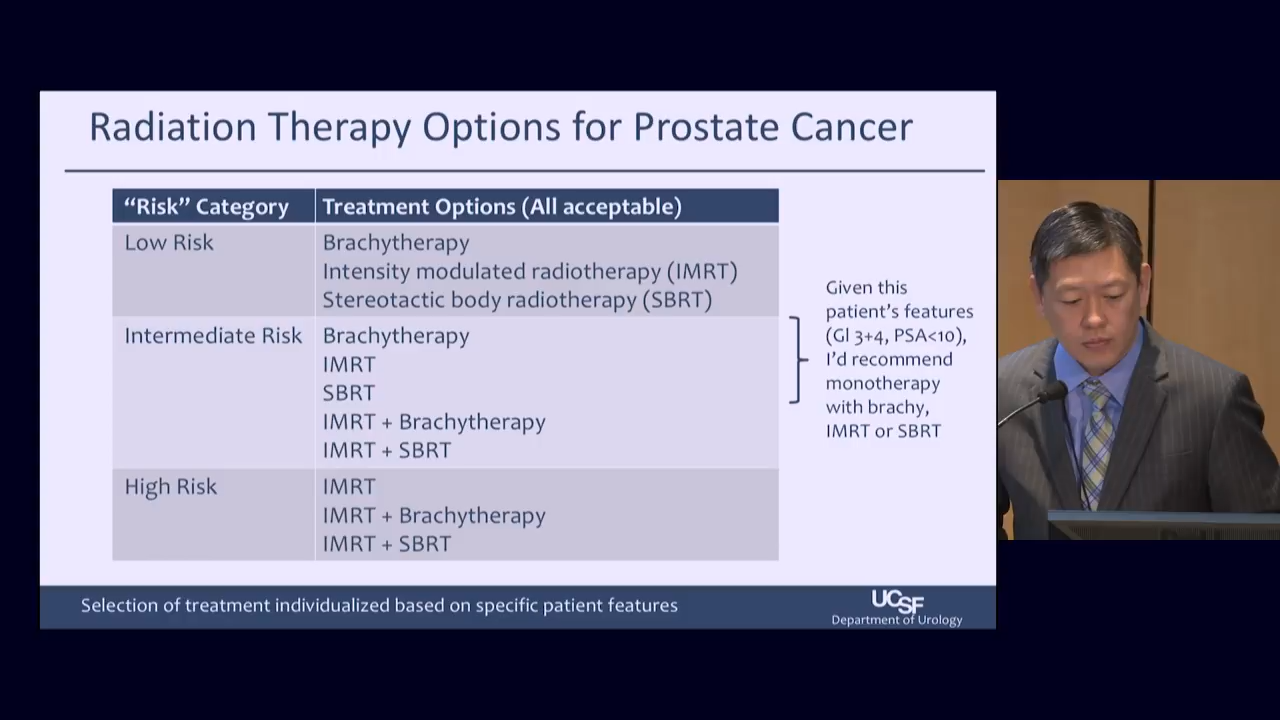 Radiation Therapy Options for Prostate Cancer
“Risk” Category
Treatment Options (All acceptable)
Low Risk
Brachytherapy
Intensity modulated radiotherapy (IMRT)
Stereotactic body radiotherapy (SBRT)
Intermediate Risk
Brachytherapy
IMRT
SBRT
IMRT + Brachytherapy
IMRT + SBRT
High Risk
IMRT
IMRT + Brachytherapy
IMRT + SBRT
Given this
patient’s features
(Gl 3+4, PSA<10),
I’d recommend
monotherapy
with brachy,
IMRT or SBRT
Selection of treatment individualized based on specific patient features
UCSF
Department of Urology